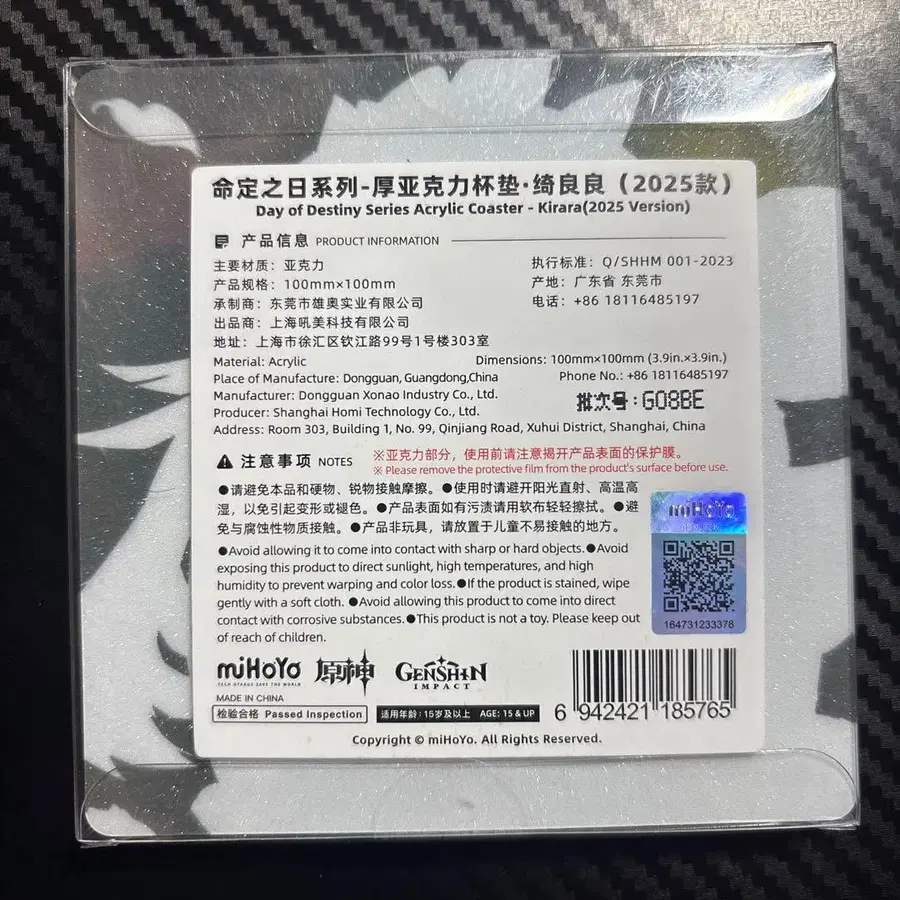 命定之日系列-厚亚克力杯垫·绮良良（2025款）
Day of Destiny Series Acrylic Coaster - Kirara(2025 Version)
产品信息 PRODUCT INFORMATION
主要材质：亚克力
产品规格：100mm×100mm
承制商：东莞市雄奥实业有限公司
出品商：上海吼美科技有限公司
地址：上海市徐汇区钦江路99号1号楼303室
执行标准：Q/SHHM 001-2023
产地：广东省 东莞市
电话：+86 18116485197
Material: Acrylic
Dimensions: 100mm×100mm (3.9in.×3.9in.)
Place of Manufacture: Dongguan, Guangdong,China
Phone No.: +86 18116485197
Manufacturer: Dongguan Xonao Industry Co., Ltd.
批次号:G08BE
Producer: Shanghai Homi Technology Co., Ltd.
Address: Room 303, Building 1, No. 99, Qinjiang Road, Xuhui District, Shanghai, China
注意事项 NOTES
※亚克力部分，使用前请注意揭开产品表面的保护膜。
※ Please remove the protective film from the product's surface before use.
●请避免本品和硬物、锐物接触摩擦。●使用时请避开阳光直射、高温高
湿，以免引起变形或褪色。●产品表面如有污渍请用软布轻轻擦拭。●避
免与腐蚀性物质接触。●产品非玩具，请放置于儿童不易接触的地方。
●Avoid allowing it to come into contact with sharp or hard objects.●Avoid
exposing this product to direct sunlight, high temperatures, and high
humidity to prevent warping and color loss.●If the product is stained, wipe
gently with a soft cloth. ●Avoid allowing this product to come into direct
contact with corrosive substances.●This product is not a toy. Please keep out
of reach of children.
miHoYo
164731233378
miHoYo
TECH OTAKUS SAVE THE WORLD
原神
GENSHIN
IMPACT
MADE IN CHINA
检验合格 Passed Inspection
适用年龄：15岁及以上 AGE: 15 & UP
6 942421 185765
Copyright © miHoYo. All Rights Reserved.